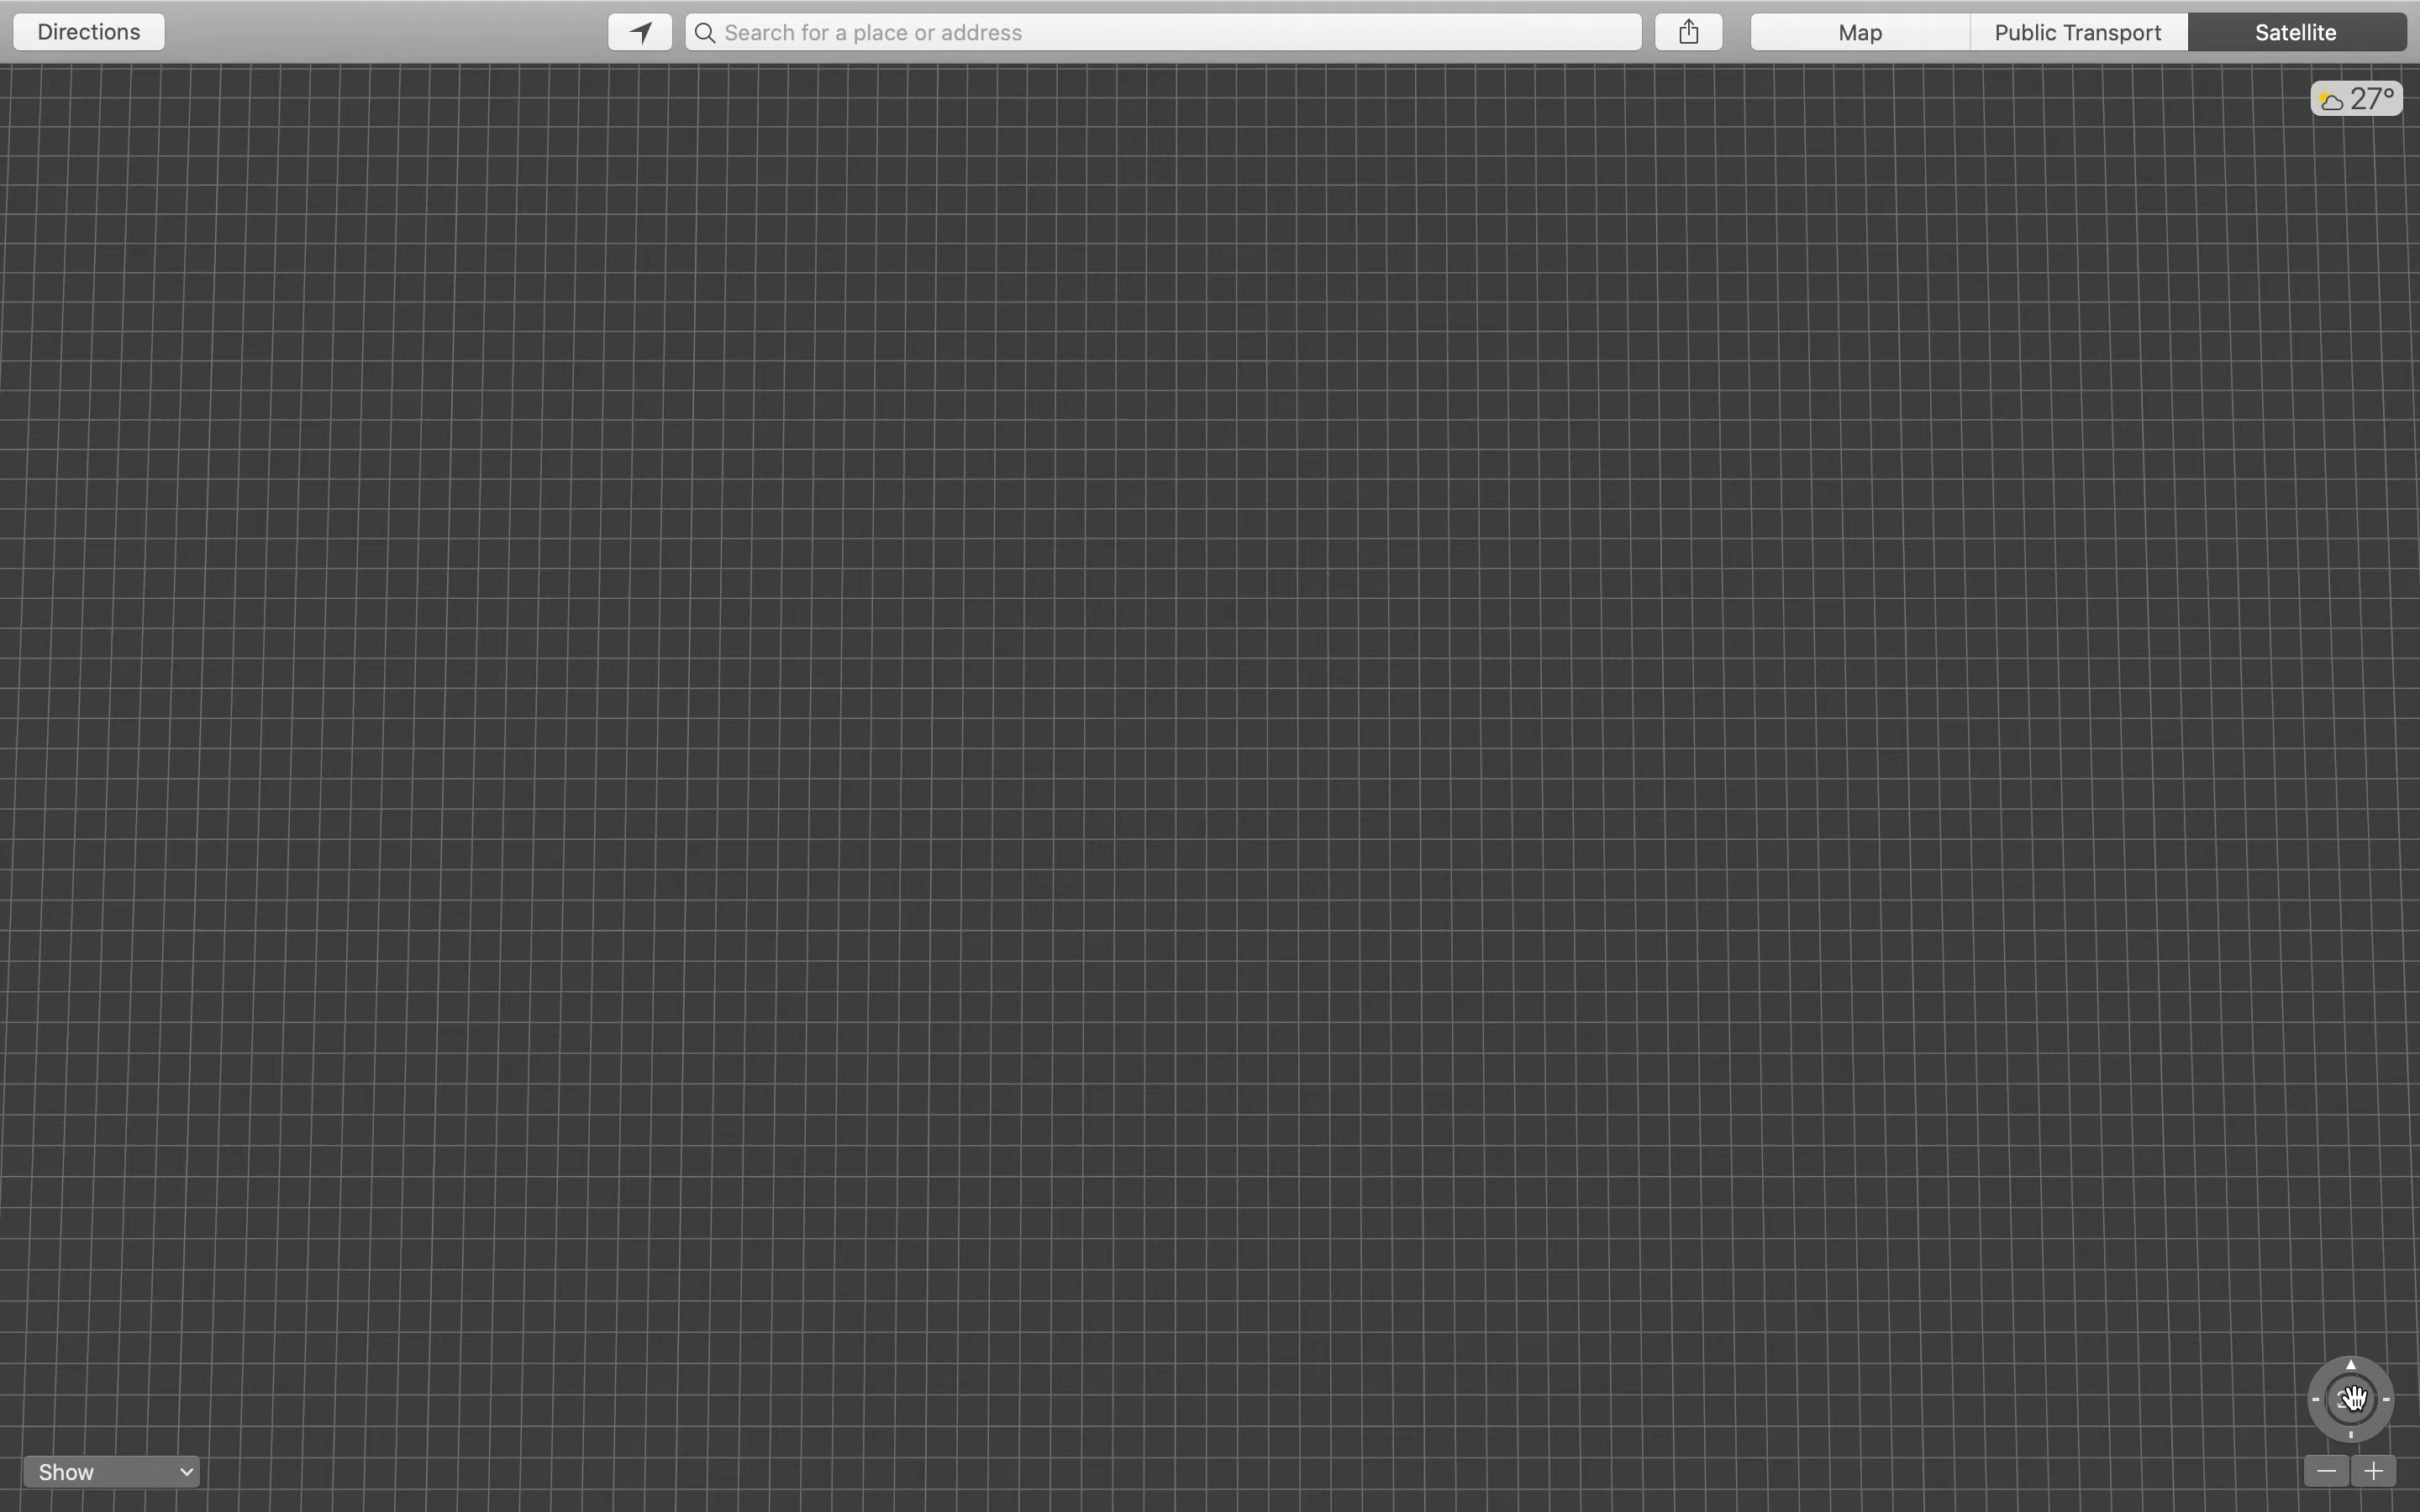 Directions
Search for a place or address
Map
Public Transport
Satellite
27°
Show